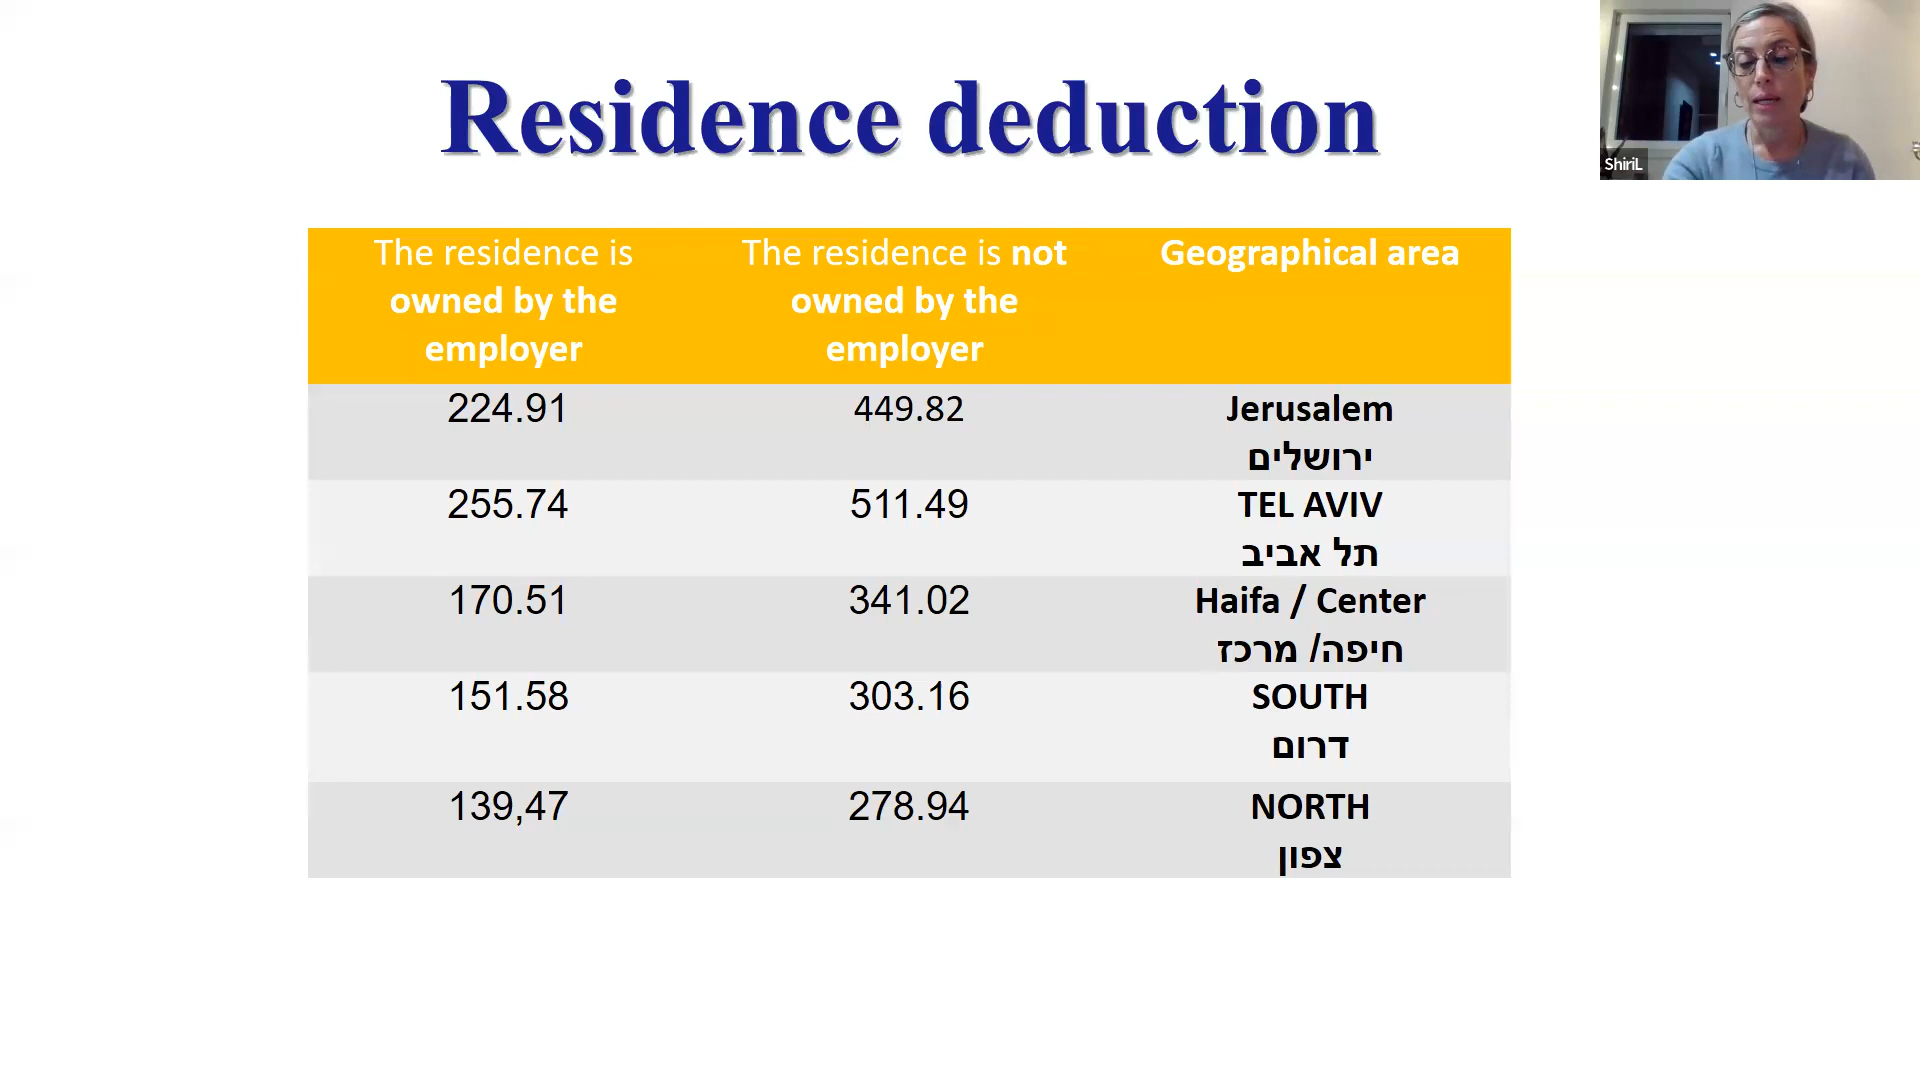 Residence deduction
ShiriL
The residence is
owned by the
employer
The residence is not
owned by the
employer
Geographical area
224.91
449.82
Jerusalem
ירושלים
255.74
511.49
TEL AVIV
תל אביב
170.51
341.02
Haifa / Center
חיפה/ מרכז
151.58
303.16
SOUTH
דרום
139,47
278.94
NORTH
צפון